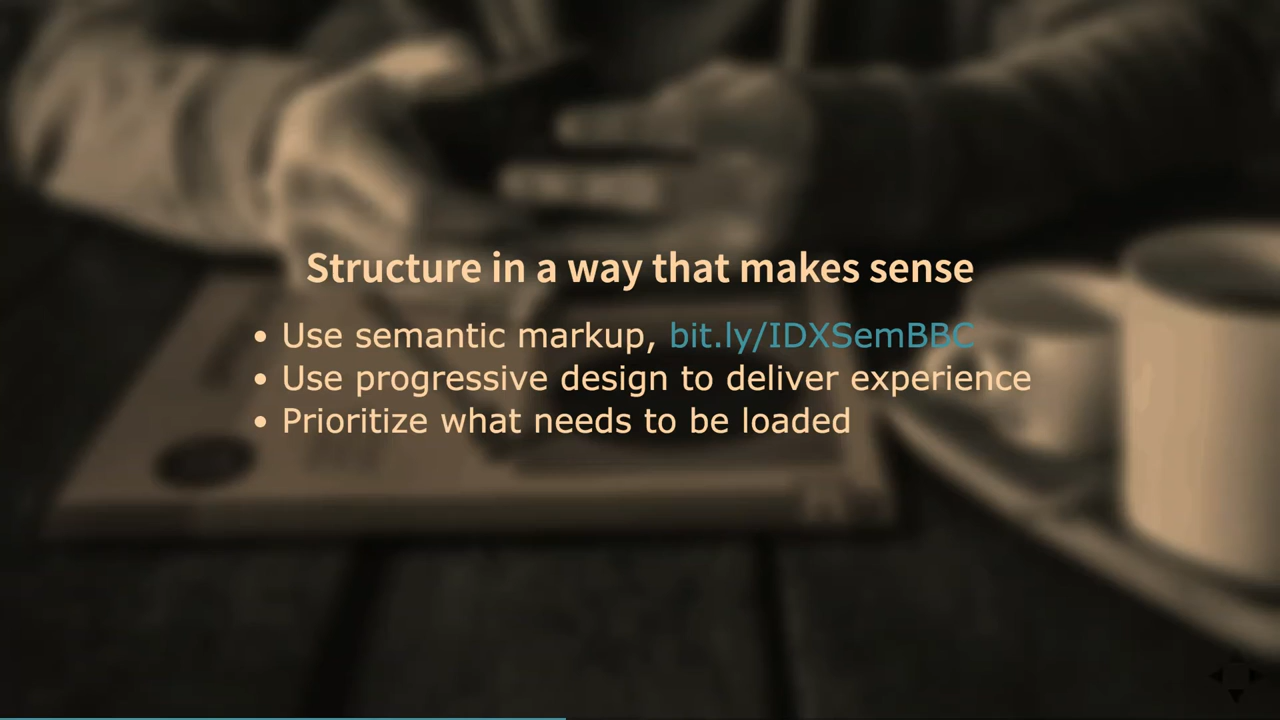 Structure in a way that makes sense
• Use semantic markup, bit.ly/IDXSemBBC
• Use progressive design to deliver experience
• Prioritize what needs to be loaded